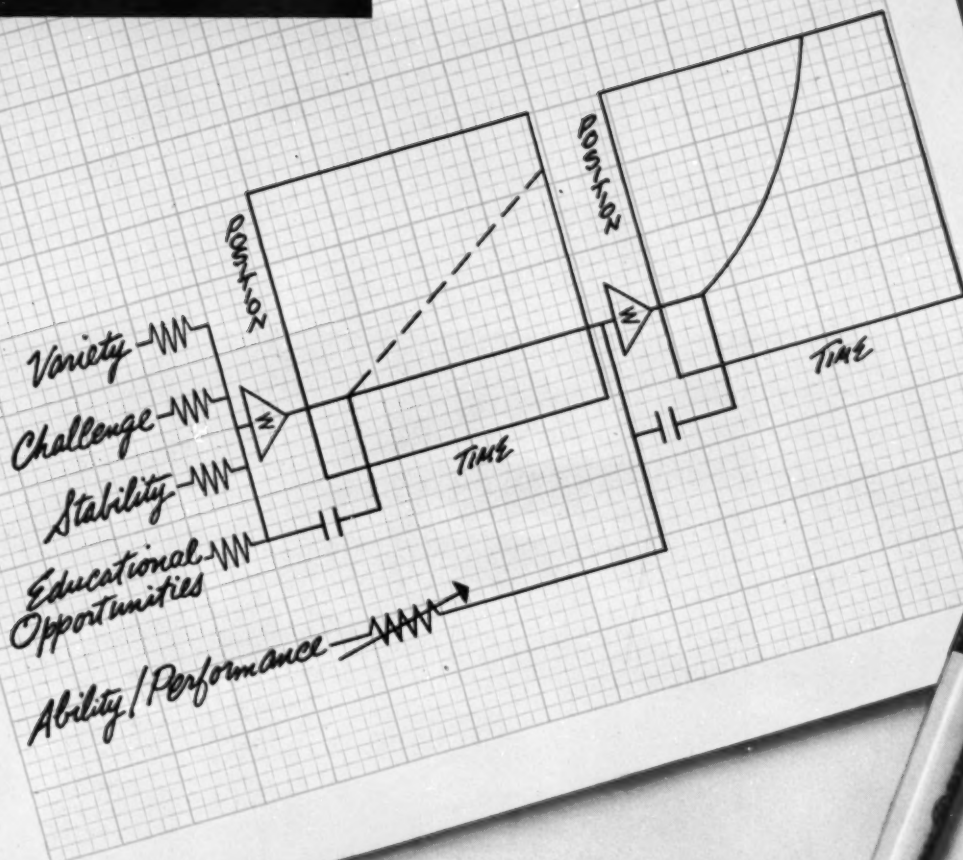 POSITION
POSITION
Variety
Challenge
Σ
Σ
TIME
TIME
Stability
Educational
Opportunities
Ability/Performance